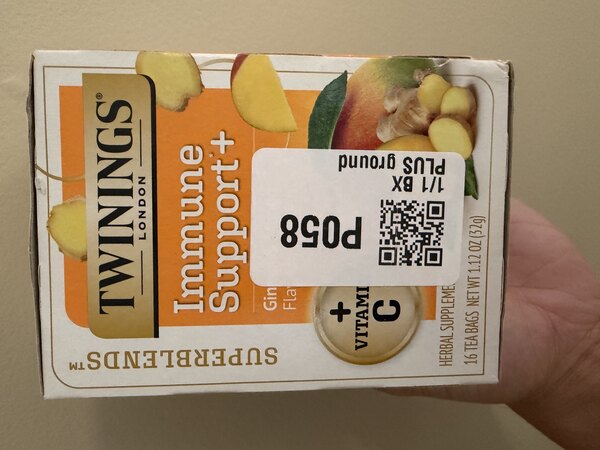 TWININGS®
LONDON
Immune
Support+
Gin
Fla
SUPERBLENDS™
+
VITAMI
C
1/1 BX
PLUS ground
P058
HERBAL SUPPLEME
16 TEA BAGS NET WT 1.12 OZ (32g)